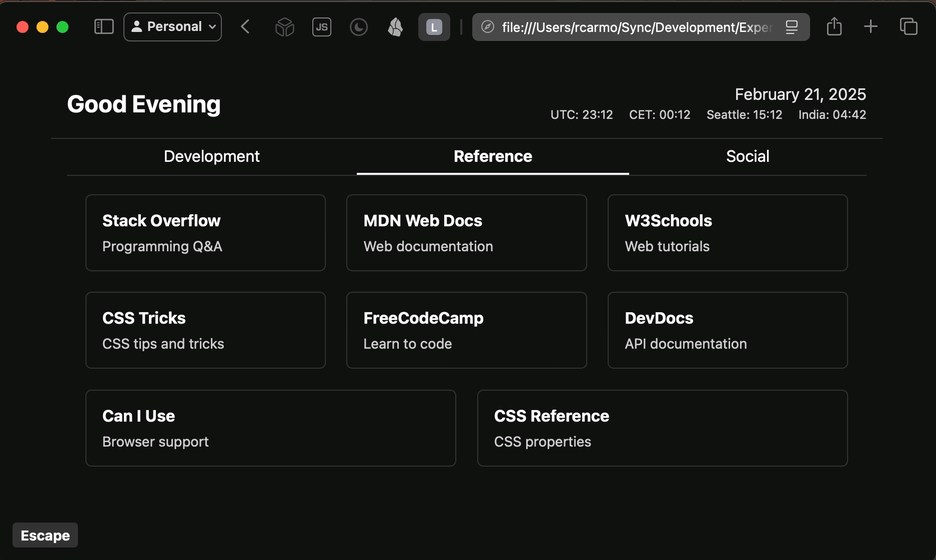 Personal
JS
L
file:///Users/rcarmo/Sync/Development/Exper
Good Evening
February 21, 2025
UTC: 23:12 CET: 00:12 Seattle: 15:12 India: 04:42
Development Reference Social
Stack Overflow
Programming Q&A
MDN Web Docs
Web documentation
W3Schools
Web tutorials
CSS Tricks
CSS tips and tricks
FreeCodeCamp
Learn to code
DevDocs
API documentation
Can I Use
Browser support
CSS Reference
CSS properties
Escape